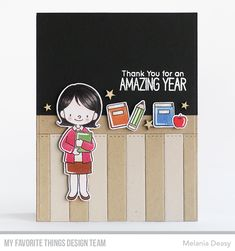 Thank You for an
AMAZING YEAR
MY FAVORITE THINGS DESIGN TEAM
Melania Deasy